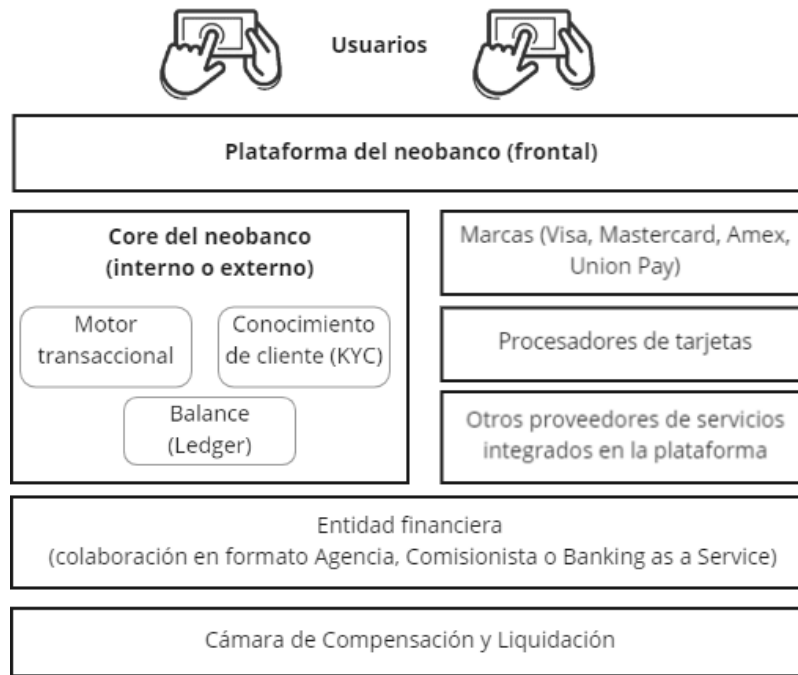 Usuarios
Plataforma del neobanco (frontal)
Core del neobanco
(interno o externo)
Motor
transaccional
Conocimiento
de cliente (KYC)
Balance
(Ledger)
Marcas (Visa, Mastercard, Amex,
Union Pay)
Procesadores de tarjetas
Otros proveedores de servicios
integrados en la plataforma
Entidad financiera
(colaboración en formato Agencia, Comisionista o Banking as a Service)
Cámara de Compensación y Liquidación